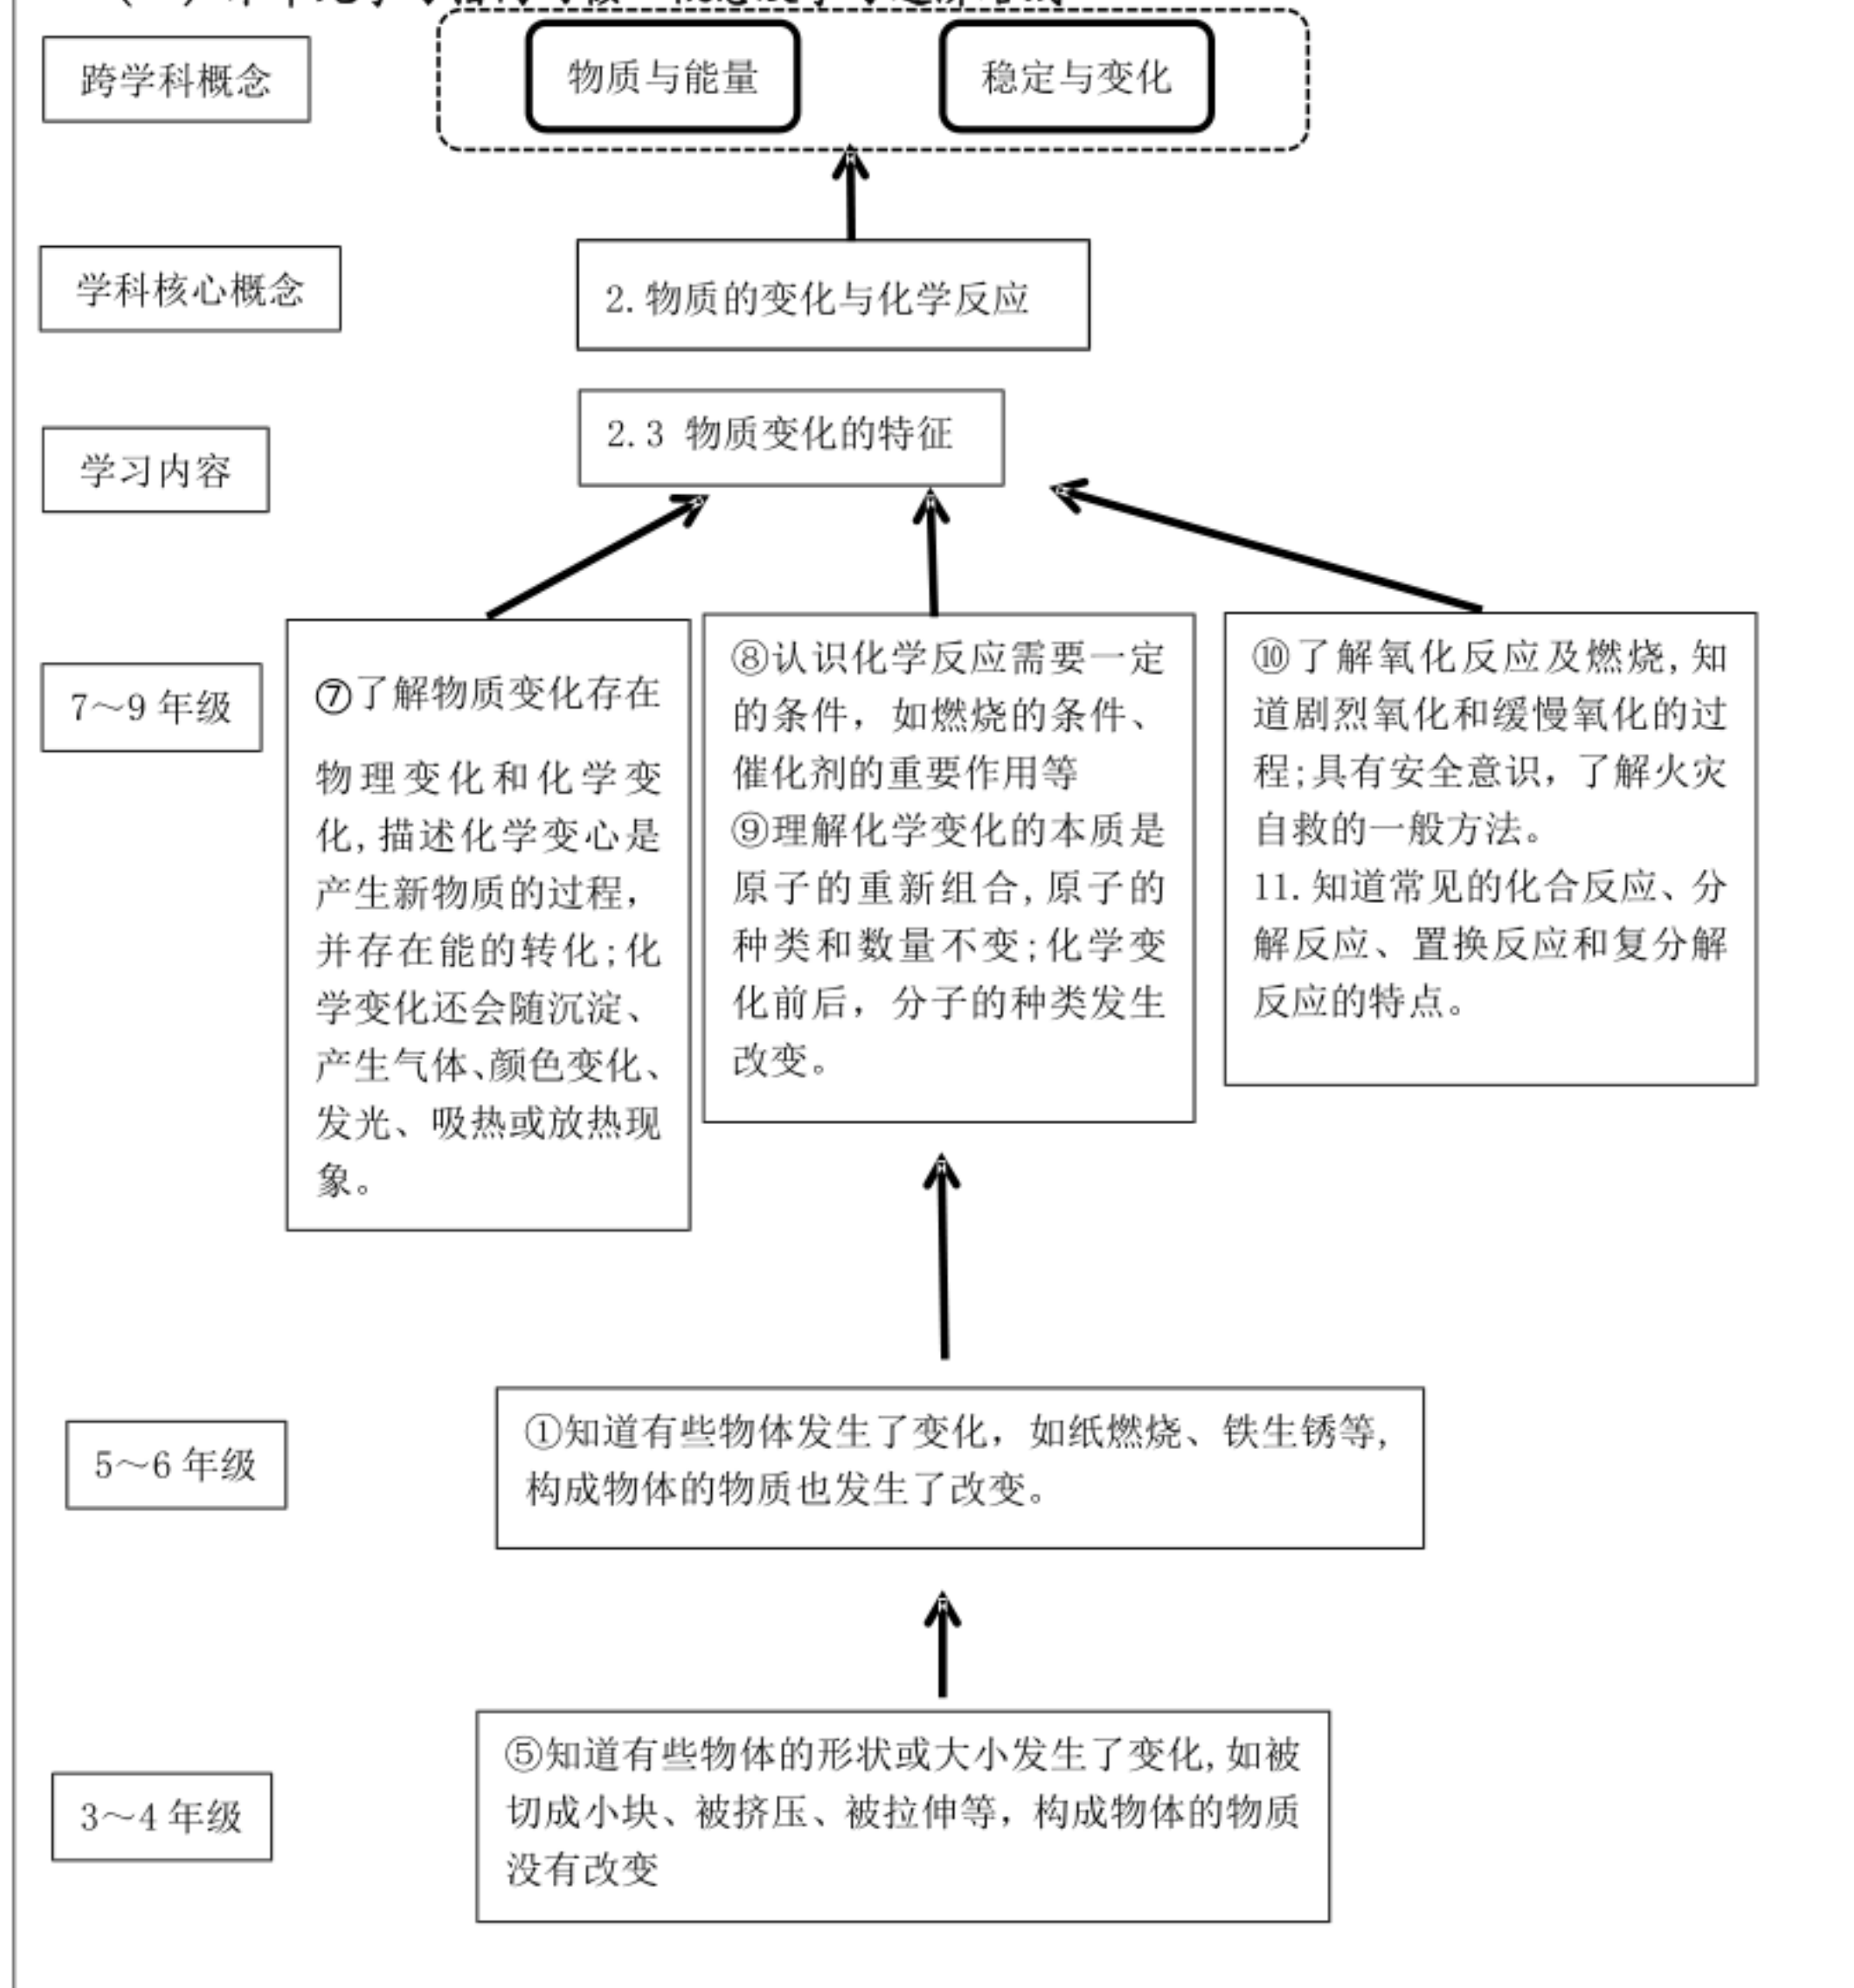 跨学科概念
物质与能量
稳定与变化
学科核心概念
2.物质的变化与化学反应
学习内容
2.3 物质变化的特征
7～9 年级
⑦了解物质变化存在
物理变化和化学变
化,描述化学变心是
产生新物质的过程，
并存在能的转化;化
学变化还会随沉淀、
产生气体、颜色变化、
发光、吸热或放热现
象。
⑧认识化学反应需要一定
的条件，如燃烧的条件、
催化剂的重要作用等
⑨理解化学变化的本质是
原子的重新组合,原子的
种类和数量不变;化学变
化前后，分子的种类发生
改变。
⑩了解氧化反应及燃烧,知
道剧烈氧化和缓慢氧化的过
程;具有安全意识，了解火灾
自救的一般方法。
11.知道常见的化合反应、分
解反应、置换反应和复分解
反应的特点。
5～6 年级
①知道有些物体发生了变化，如纸燃烧、铁生锈等,
构成物体的物质也发生了改变。
3～4 年级
⑤知道有些物体的形状或大小发生了变化,如被
切成小块、被挤压、被拉伸等，构成物体的物质
没有改变